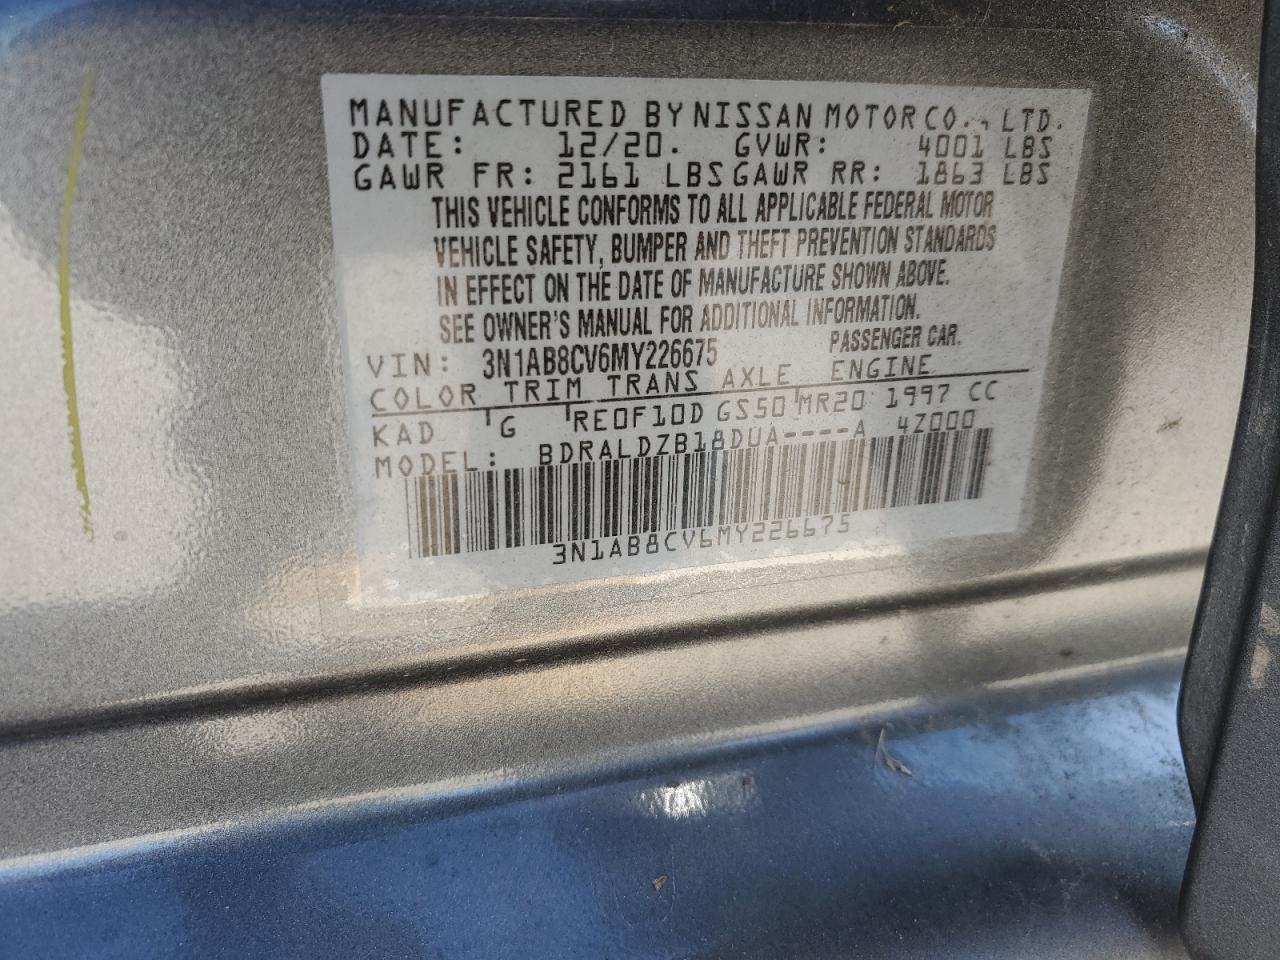 MANUFACTURED BY NISSAN MOTOR CO., LTD.
DATE: 12/20. GVWR: 4001 LBS
GAWR FR: 2161 LBS GAWR RR: 1863 LBS
THIS VEHICLE CONFORMS TO ALL APPLICABLE FEDERAL MOTOR
VEHICLE SAFETY, BUMPER AND THEFT PREVENTION STANDARDS
IN EFFECT ON THE DATE OF MANUFACTURE SHOWN ABOVE.
SEE OWNER'S MANUAL FOR ADDITIONAL INFORMATION.
VIN: 3N1AB8CV6MY226675 PASSENGER CAR.
COLOR TRIM TRANS AXLE ENGINE
KAD G RE0F10D GS50 MR20 1997 CC
MODEL: BDRALDZB18DUA----A 4Z000
3N1AB8CV6MY226675